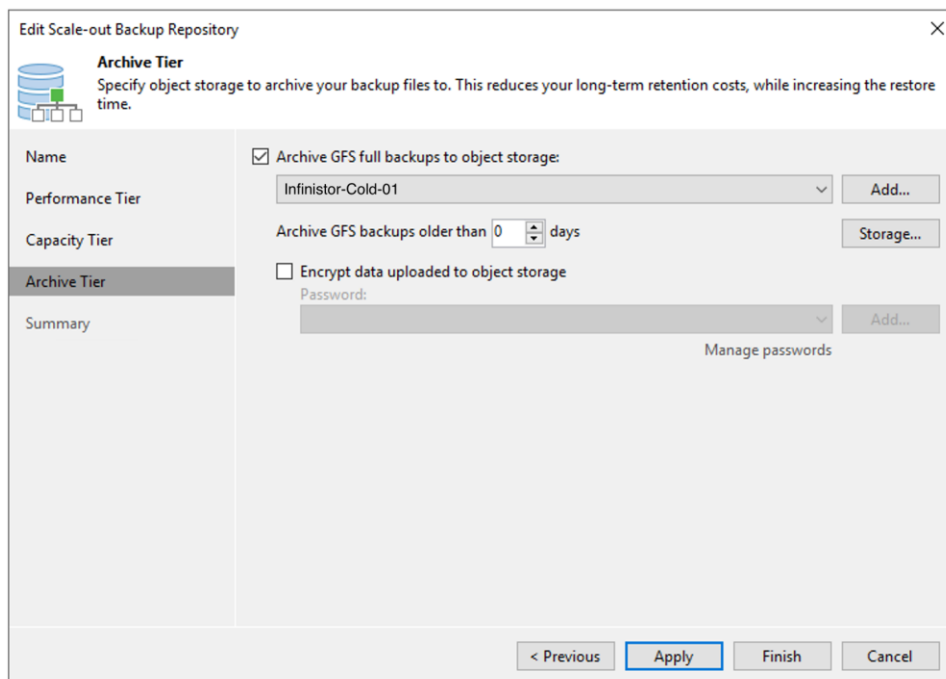 Edit Scale-out Backup Repository
Archive Tier
Specify object storage to archive your backup files to. This reduces your long-term retention costs, while increasing the restore
time.
Name
Performance Tier
Capacity Tier
Archive Tier
Summary
Archive GFS full backups to object storage:
Infinistor-Cold-01
Add...
Archive GFS backups older than 0 days
Storage...
Encrypt data uploaded to object storage
Password:
Add...
Manage passwords
< Previous
Apply
Finish
Cancel